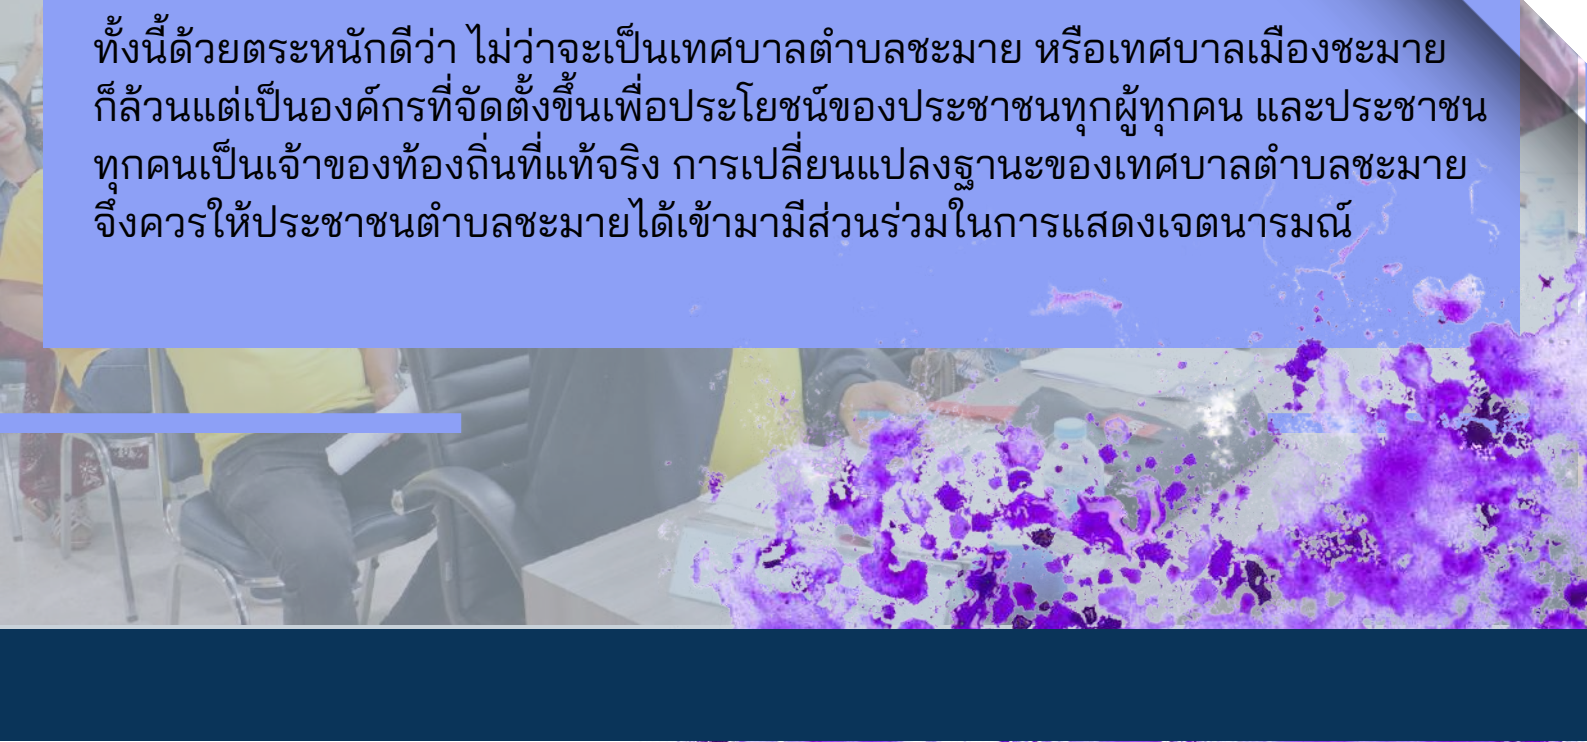 ทั้งนี้ด้วยตระหนักดีว่า ไม่ว่าจะเป็นเทศบาลตำบลชะมาย หรือเทศบาลเมืองชะมาย
ก็ล้วนแต่เป็นองค์กรที่จัดตั้งขึ้นเพื่อประโยชน์ของประชาชนทุกผู้ทุกคน และประชาชน
ทุกคนเป็นเจ้าของท้องถิ่นที่แท้จริง การเปลี่ยนแปลงฐานะของเทศบาลตำบลชะมาย
จึงควรให้ประชาชนตำบลชะมายได้เข้ามามีส่วนร่วมในการแสดงเจตนารมณ์